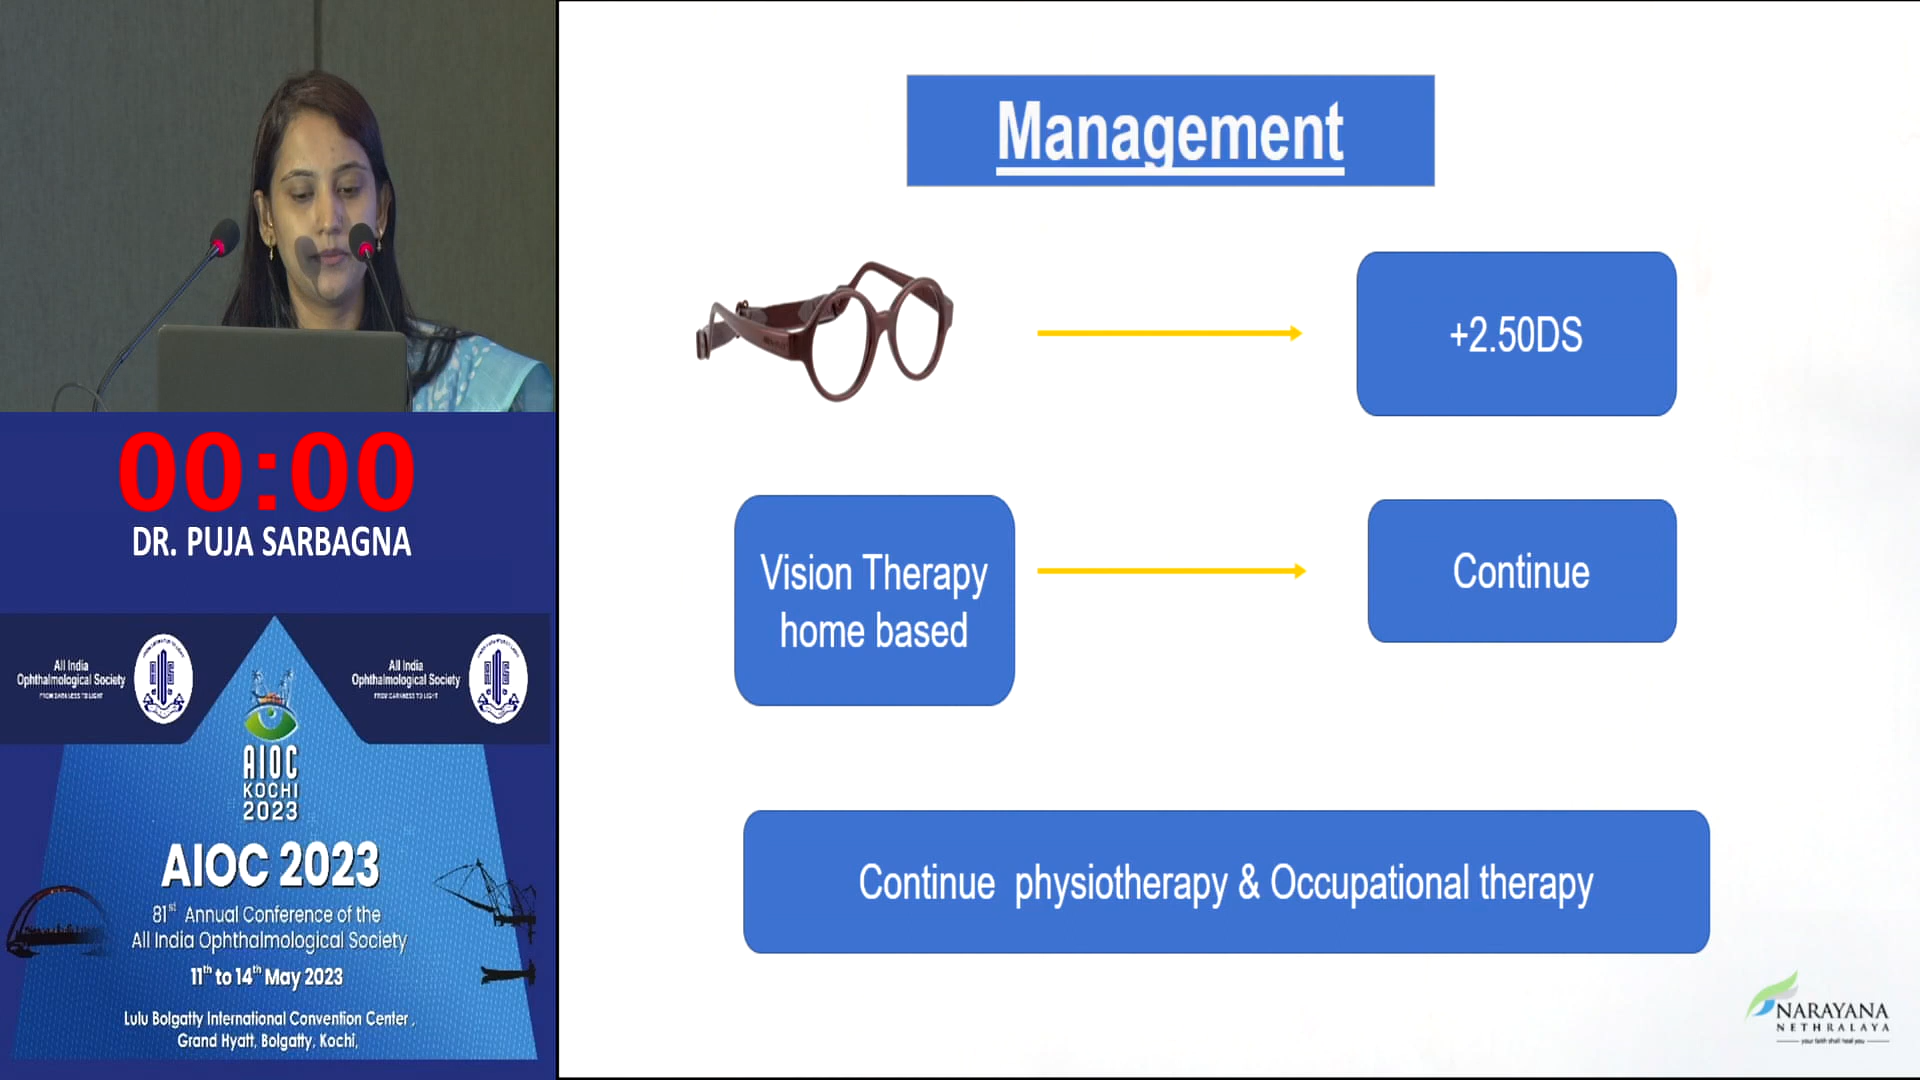 Management
+2.50DS
Vision Therapy
home based
Continue
Continue physiotherapy & Occupational therapy
NARAYANA
NETHRALAYA
your faith shall heal you
00:00
DR. PUJA SARBAGNA
All India
Ophthalmological Society
FROM DARKNESS TO LIGHT
All India
Ophthalmological Society
FROM DARKNESS TO LIGHT
AIOC
KOCHI
2023
AIOC 2023
81st Annual Conference of the
All India Ophthalmological Society
11th to 14th May 2023
Lulu Bolgatty International Convention Center ,
Grand Hyatt, Bolgatty, Kochi,